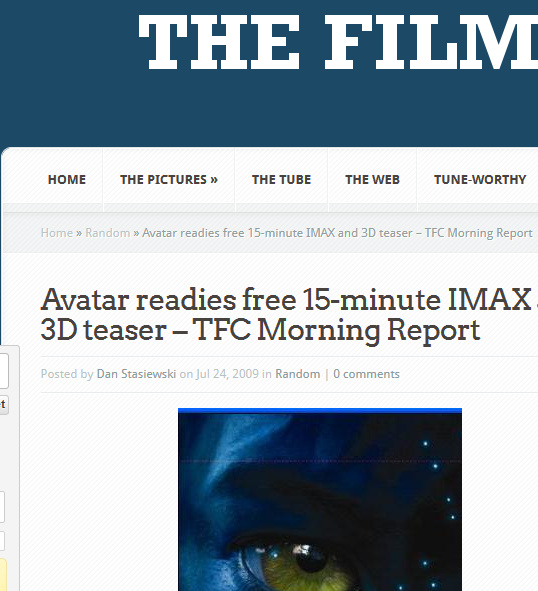 THE FILM
HOME THE PICTURES » THE TUBE THE WEB TUNE-WORTHY
Home » Random » Avatar readies free 15-minute IMAX and 3D teaser – TFC Morning Report
Avatar readies free 15-minute IMAX
3D teaser – TFC Morning Report
Posted by Dan Stasiewski on Jul 24, 2009 in Random | 0 comments